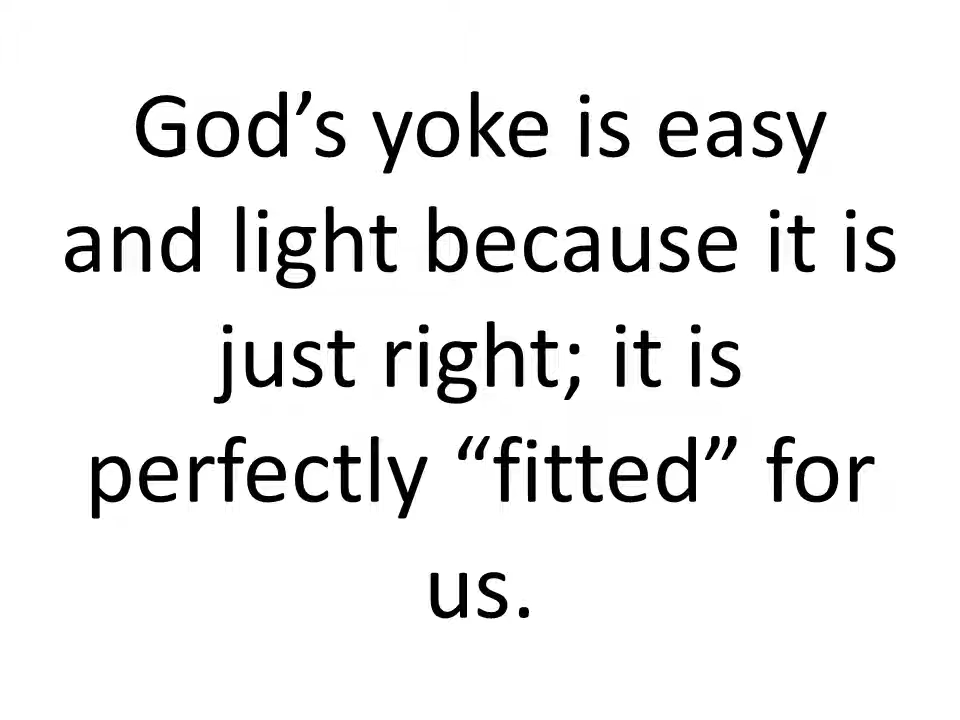 God’s yoke is easy
and light because it is
just right; it is
perfectly “fitted” for
us.